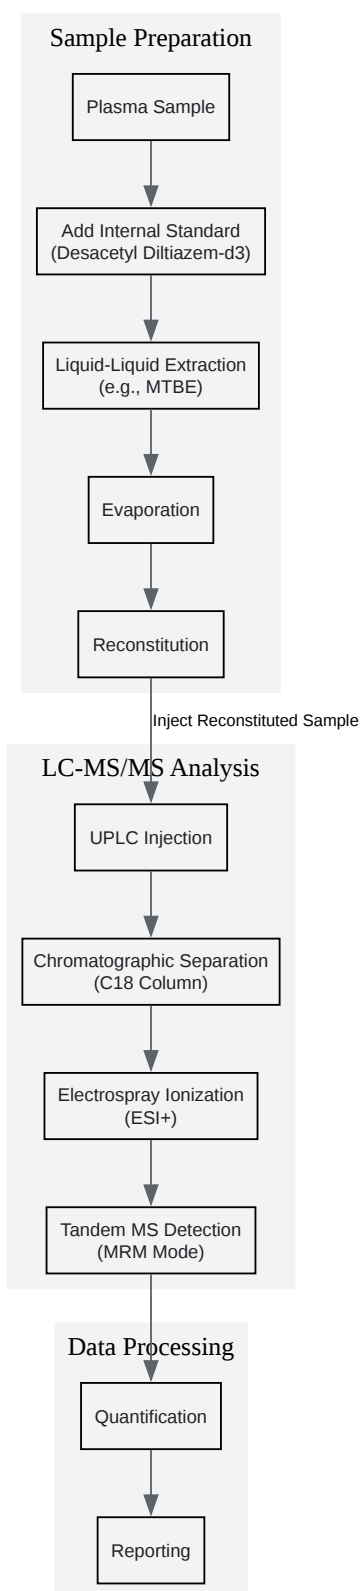 Sample Preparation
Plasma Sample
Add Internal Standard
(Desacetyl Diltiazem-d3)
Liquid-Liquid Extraction
(e.g., MTBE)
Evaporation
Reconstitution
Inject Reconstituted Sample
LC-MS/MS Analysis
UPLC Injection
Chromatographic Separation
(C18 Column)
Electrospray Ionization
(ESI+)
Tandem MS Detection
(MRM Mode)
Data Processing
Quantification
Reporting